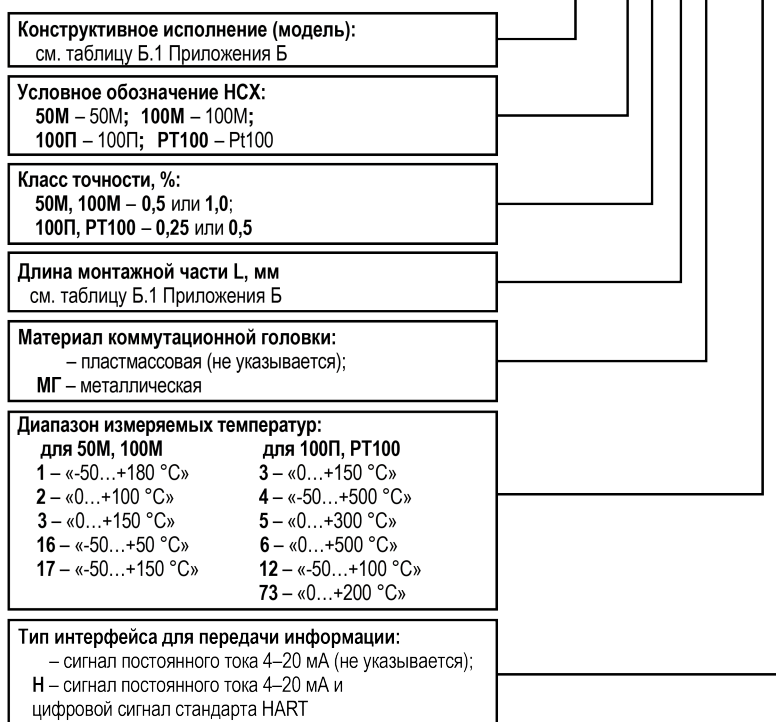 Конструктивное исполнение (модель):
см. таблицу Б.1 Приложения Б
Условное обозначение НСХ:
50М – 50М; 100М – 100М;
100П – 100П; РТ100 – Pt100
Класс точности, %:
50М, 100М – 0,5 или 1,0;
100П, РТ100 – 0,25 или 0,5
Длина монтажной части L, мм
см. таблицу Б.1 Приложения Б
Материал коммутационной головки:
– пластмассовая (не указывается);
МГ – металлическая
Диапазон измеряемых температур:
для 50М, 100М
1 – «-50…+180 °C»
2 – «0…+100 °C»
3 – «0…+150 °C»
16 – «-50…+50 °C»
17 – «-50…+150 °C»
для 100П, РТ100
3 – «0…+150 °C»
4 – «-50…+500 °C»
5 – «0…+300 °C»
6 – «0…+500 °C»
12 – «-50…+100 °C»
73 – «0…+200 °C»
Тип интерфейса для передачи информации:
– сигнал постоянного тока 4–20 мА (не указывается);
Н – сигнал постоянного тока 4–20 мА и
цифровой сигнал стандарта HART